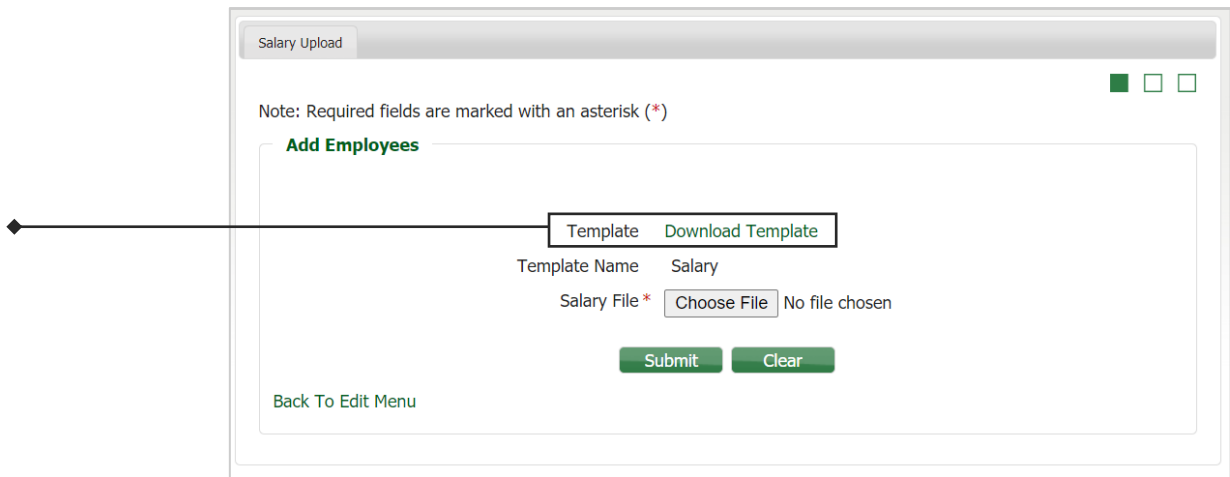 Salary Upload
Note: Required fields are marked with an asterisk (*)
Add Employees
Template Download Template
Template Name Salary
Salary File * Choose File No file chosen
Submit Clear
Back To Edit Menu